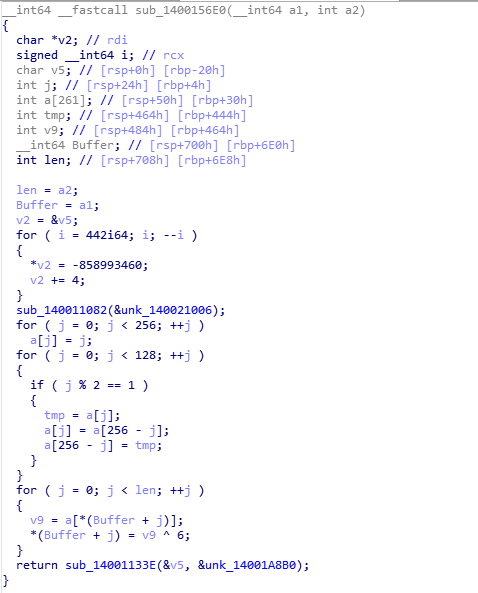 __int64 __fastcall sub_1400156E0(__int64 a1, int a2)
{
  char *v2; // rdi
  signed __int64 i; // rcx
  char v5; // [rsp+0h] [rbp-20h]
  int j; // [rsp+24h] [rbp+4h]
  int a[261]; // [rsp+50h] [rbp+30h]
  int tmp; // [rsp+464h] [rbp+444h]
  int v9; // [rsp+484h] [rbp+464h]
  __int64 Buffer; // [rsp+700h] [rbp+6E0h]
  int len; // [rsp+708h] [rbp+6E8h]

  len = a2;
  Buffer = a1;
  v2 = &v5;
  for ( i = 442i64; i; --i )
  {
    *v2 = -858993460;
    v2 += 4;
  }
  sub_140011082(&unk_140021006);
  for ( j = 0; j < 256; ++j )
    a[j] = j;
  for ( j = 0; j < 128; ++j )
  {
    if ( j % 2 == 1 )
    {
      tmp = a[j];
      a[j] = a[256 - j];
      a[256 - j] = tmp;
    }
  }
  for ( j = 0; j < len; ++j )
  {
    v9 = a[*(Buffer + j)];
    *(Buffer + j) = v9 ^ 6;
  }
  return sub_14001133E(&v5, &unk_14001A8B0);
}